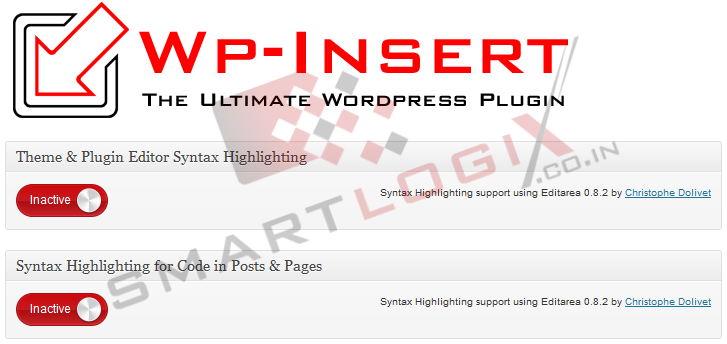 WP-INSERT
THE ULTIMATE WORDPRESS PLUGIN
Theme & Plugin Editor Syntax Highlighting
Inactive
Syntax Highlighting support using Editarea 0.8.2 by Christophe Dolivet
Syntax Highlighting for Code in Posts & Pages
Inactive
Syntax Highlighting support using Editarea 0.8.2 by Christophe Dolivet
SMARTLOGIX.CO.IN